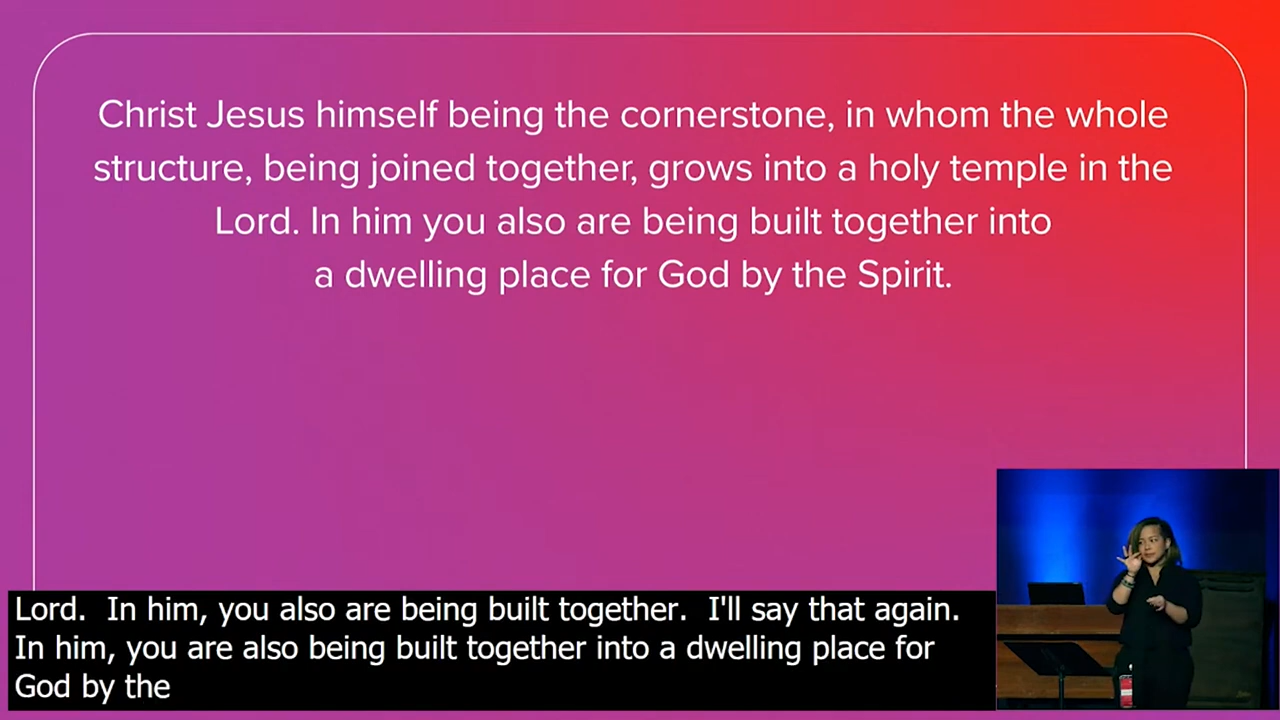 Christ Jesus himself being the cornerstone, in whom the whole
structure, being joined together, grows into a holy temple in the
Lord. In him you also are being built together into
a dwelling place for God by the Spirit.
Lord.  In him, you also are being built together.  I'll say that again.
In him, you are also being built together into a dwelling place for
God by the